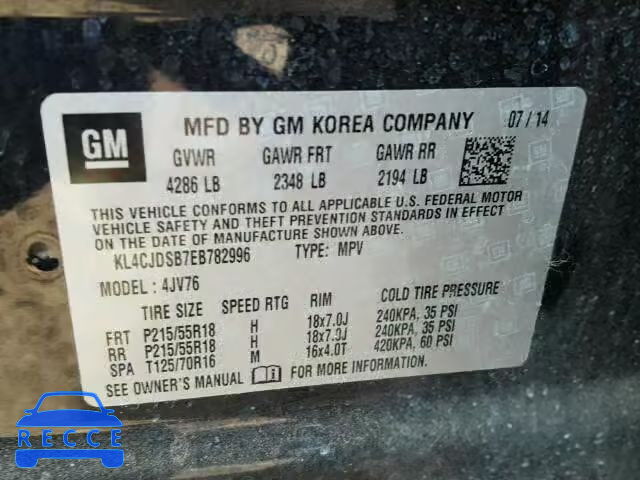 GM MFD BY GM KOREA COMPANY 07 / 14
GVWR GAWR FRT GAWR RR
4286 LB 2348 LB 2194 LB
THIS VEHICLE CONFORMS TO ALL APPLICABLE U.S. FEDERAL MOTOR
VEHICLE SAFETY AND THEFT PREVENTION STANDARDS IN EFFECT
ON THE DATE OF MANUFACTURE SHOWN ABOVE.
KL4CJDSB7EB782996 TYPE: MPV
MODEL : 4JV76
TIRE SIZE SPEED RTG RIM COLD TIRE PRESSURE
FRT P215/55R18 H 18x7.0J 240KPA, 35 PSI
RR P215/55R18 H 18x7.0J 240KPA, 35 PSI
SPA T125/70R16 M 16x4.0T 420KPA, 60 PSI
SEE OWNER'S MANUAL FOR MORE INFORMATION.
RECCE